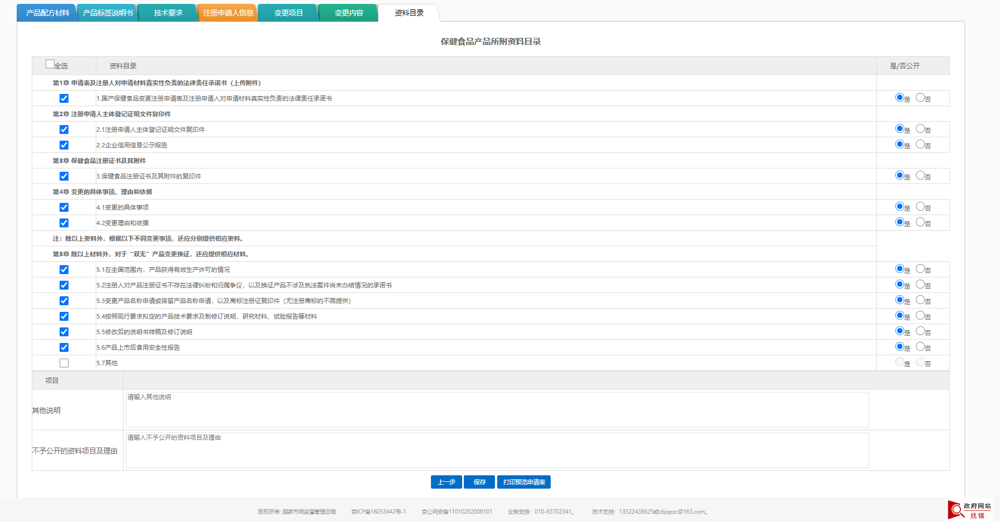 产品配方材料 产品标签说明书 技术要求 注册申请人信息 变更项目 变更内容 资料目录
保健食品产品所附资料目录
全选 资料目录 是/否公开
第1章 申请表及注册人对申请材料真实性负责的法律责任承诺书（上传附件）
1.国产保健食品变更注册申请表及注册申请人对申请材料真实性负责的法律责任承诺书 是 否
第2章 注册申请人主体登记证明文件复印件
2.1注册申请人主体登记证明文件复印件 是 否
2.2企业信用信息公示报告 是 否
第3章 保健食品注册证书及其附件
3.保健食品注册证书及其附件的复印件 是 否
第4章 变更的具体事项、理由和依据
4.1变更的具体事项 是 否
4.2变更理由和依据 是 否
注：除以上资料外，根据以下不同变更事项，还应分别提供相应资料。
第5章 除以上材料外，对于“双无”产品变更换证，还应提供相应材料。
5.1在全国范围内，产品获得有效生产许可的情况 是 否
5.2注册人对产品注册证书不存在法律纠纷和归属争议，以及换证产品不涉及执法案件尚未办结情况的承诺书 是 否
5.3变更产品名称申请或保留产品名称申请，以及商标注册证复印件（无注册商标的不需提供） 是 否
5.4按照现行要求拟定的产品技术要求及制修订说明、研究材料、试验报告等材料 是 否
5.5修改后的说明书样稿及修订说明 是 否
5.6产品上市后食用安全性报告 是 否
5.7其他 是 否
项目
其他说明 请输入其他说明
不予公开的资料项目及理由 请输入不予公开的资料项目及理由
上一步 保存 打印预览申请表
版权所有: 国家市场监督管理总局 京ICP备16053442号-1 京公网安备11010202008101 业务支持：010-63702341。 技术支持：13522438625或xbjspzc@163.com。
政府网站
找错